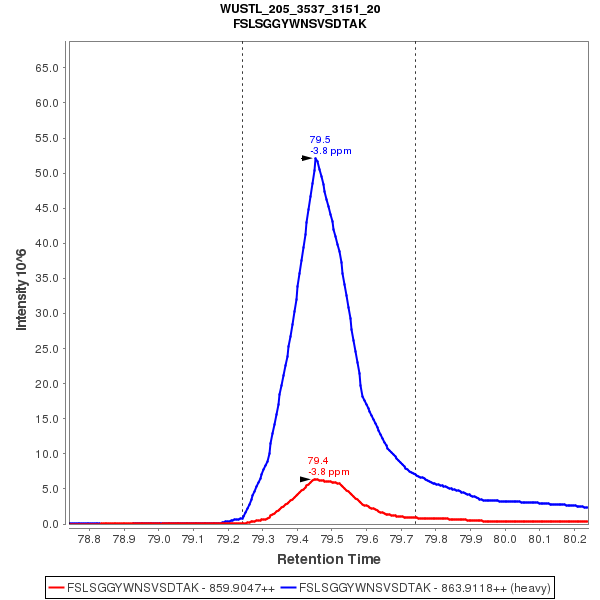 WUSTL_205_3537_3151_20
FSLSGGYWNSVSDTAK
65.0
60.0
55.0
50.0
45.0
40.0
35.0
30.0
25.0
20.0
15.0
10.0
5.0
0.0
Intensity 10^6
79.5
-3.8 ppm
79.4
-3.8 ppm
78.8 78.9 79.0 79.1 79.2 79.3 79.4 79.5 79.6 79.7 79.8 79.9 80.0 80.1 80.2
Retention Time
FSLSGGYWNSVSDTAK - 859.9047++ FSLSGGYWNSVSDTAK - 863.9118++ (heavy)